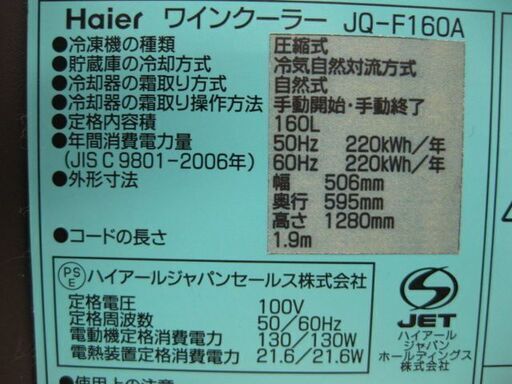 Haier ワインクーラー JQ-F160A
●冷凍機の種類 圧縮式
●貯蔵庫の冷却方式 冷気自然対流方式
●冷却器の霜取り方式 自然式
●冷却器の霜取り操作方法 手動開始・手動終了
●定格内容積 160L
●年間消費電力量 50Hz 220kWh/年
(JIS C 9801-2006年) 60Hz 220kWh/年
●外形寸法 幅 506mm
奥行 595mm
高さ 1280mm
●コードの長さ 1.9m
PS
E ハイアールジャパンセールス株式会社
定格電圧 100V
定格周波数 50/60Hz
電動機定格消費電力 130/130W
電熱装置定格消費電力 21.6/21.6W
JET
ハイアール
ジャパン
ホールディングス
株式会社
●使用上の注意